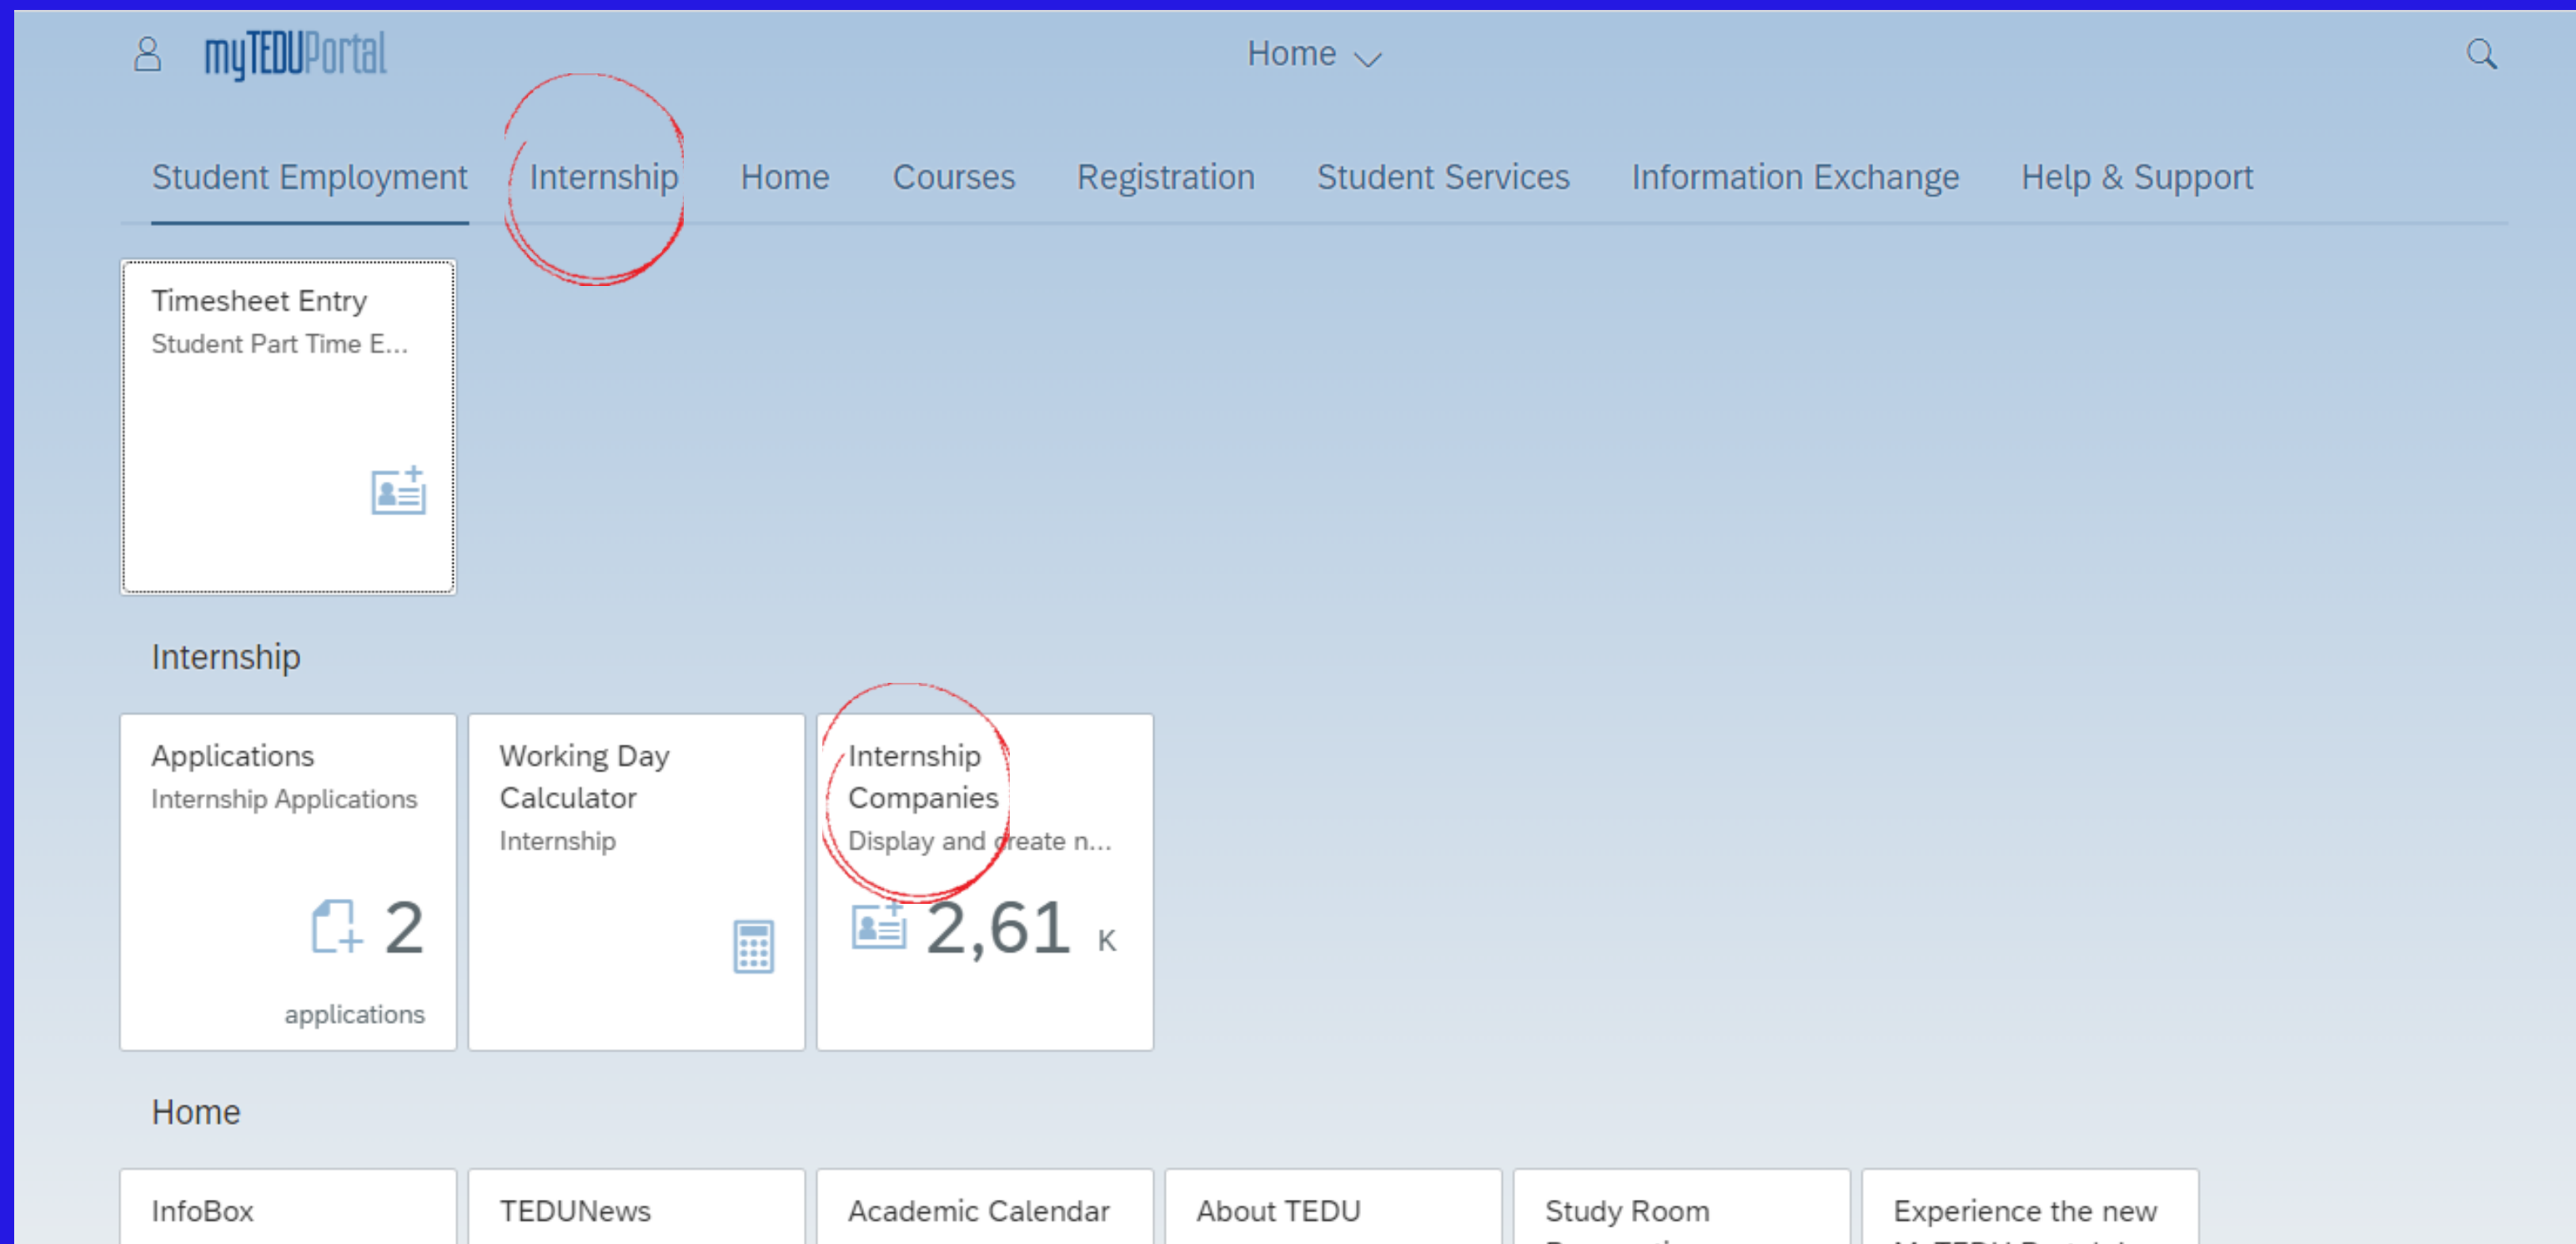 myTEDUPortal
Home
Student Employment Internship Home Courses Registration Student Services Information Exchange Help & Support
Timesheet Entry
Student Part Time E...
Internship
Applications
Internship Applications
2
applications
Working Day
Calculator
Internship
Internship
Companies
Display and create n...
2,61 K
Home
InfoBox
TEDUNews
Academic Calendar
About TEDU
Study Room
Experience the new